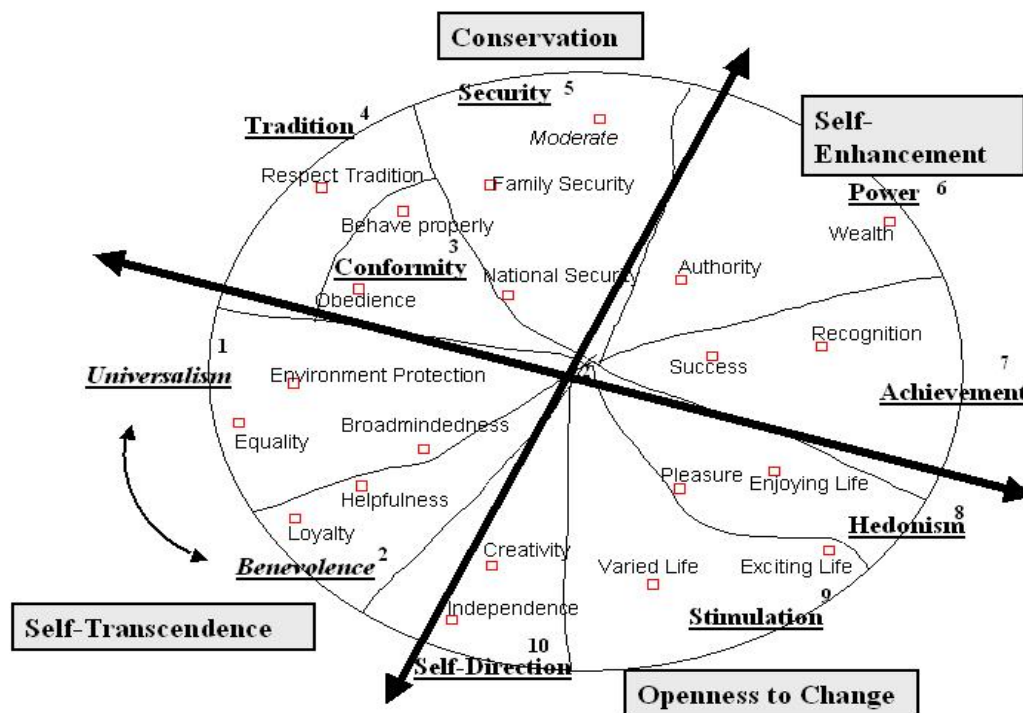 Conservation
Security 5
Moderate
Self-
Enhancement
Tradition 4
Respect Tradition
Family Security
Power 6
Behave properly
Wealth
3
Conformity
National Security
Authority
Obedience
Recognition
1
Success
7
Universalism
Environment Protection
Achievement
Equality
Broadmindedness
Pleasure
Enjoying Life
Helpfulness
8
Loyalty
Hedonism
Creativity
Varied Life
Exciting Life
Benevolence 2
9
Independence
Stimulation
Self-Transcendence
10
Self-Direction
Openness to Change